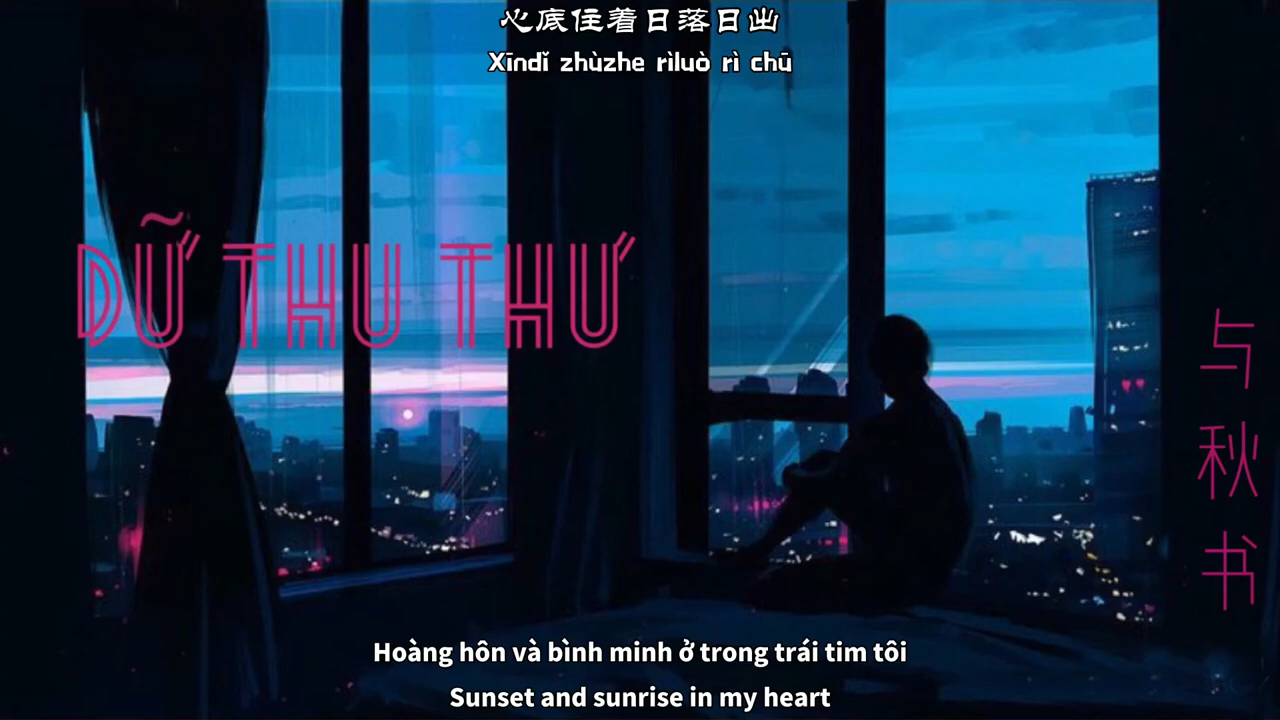 心底住着日落日出
Xīndǐ zhùzhe rìluò rì chū
DỮ THU THƯ
与秋书
Hoàng hôn và bình minh ở trong trái tim tôi
Sunset and sunrise in my heart